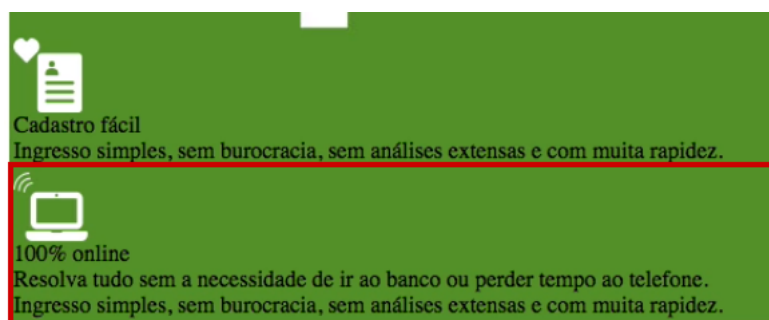 Cadastro fácil
Ingresso simples, sem burocracia, sem análises extensas e com muita rapidez.
100% online
Resolva tudo sem a necessidade de ir ao banco ou perder tempo ao telefone.
Ingresso simples, sem burocracia, sem análises extensas e com muita rapidez.